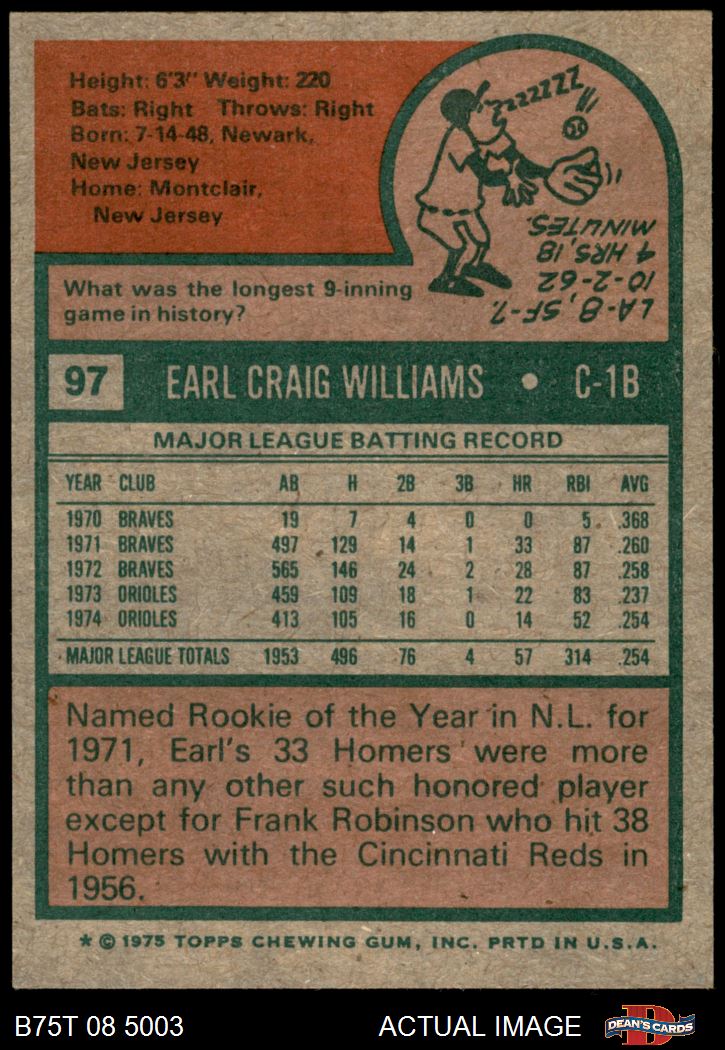 Height: 6'3" Weight: 220
Bats: Right Throws: Right
Born: 7-14-48, Newark,
New Jersey
Home: Montclair,
New Jersey
zzzzzzz
What was the longest 9-inning
game in history?
LA-8, SF-7.
10-2-62
4 HRS, 18
MINUTES.
97 EARL CRAIG WILLIAMS • C-1B
MAJOR LEAGUE BATTING RECORD
YEAR CLUB AB H 2B 3B HR RBI AVG
1970 BRAVES 19 7 4 0 0 5 .368
1971 BRAVES 497 129 14 1 33 87 .260
1972 BRAVES 565 146 24 2 28 87 .258
1973 ORIOLES 459 109 18 1 22 83 .237
1974 ORIOLES 413 105 16 0 14 52 .254
MAJOR LEAGUE TOTALS 1953 496 76 4 57 314 .254
Named Rookie of the Year in N.L. for
1971, Earl's 33 Homers were more
than any other such honored player
except for Frank Robinson who hit 38
Homers with the Cincinnati Reds in
1956.
* © 1975 TOPPS CHEWING GUM, INC. PRTD IN U.S.A.
B75T 08 5003 ACTUAL IMAGE
D
DEAN'S CARDS